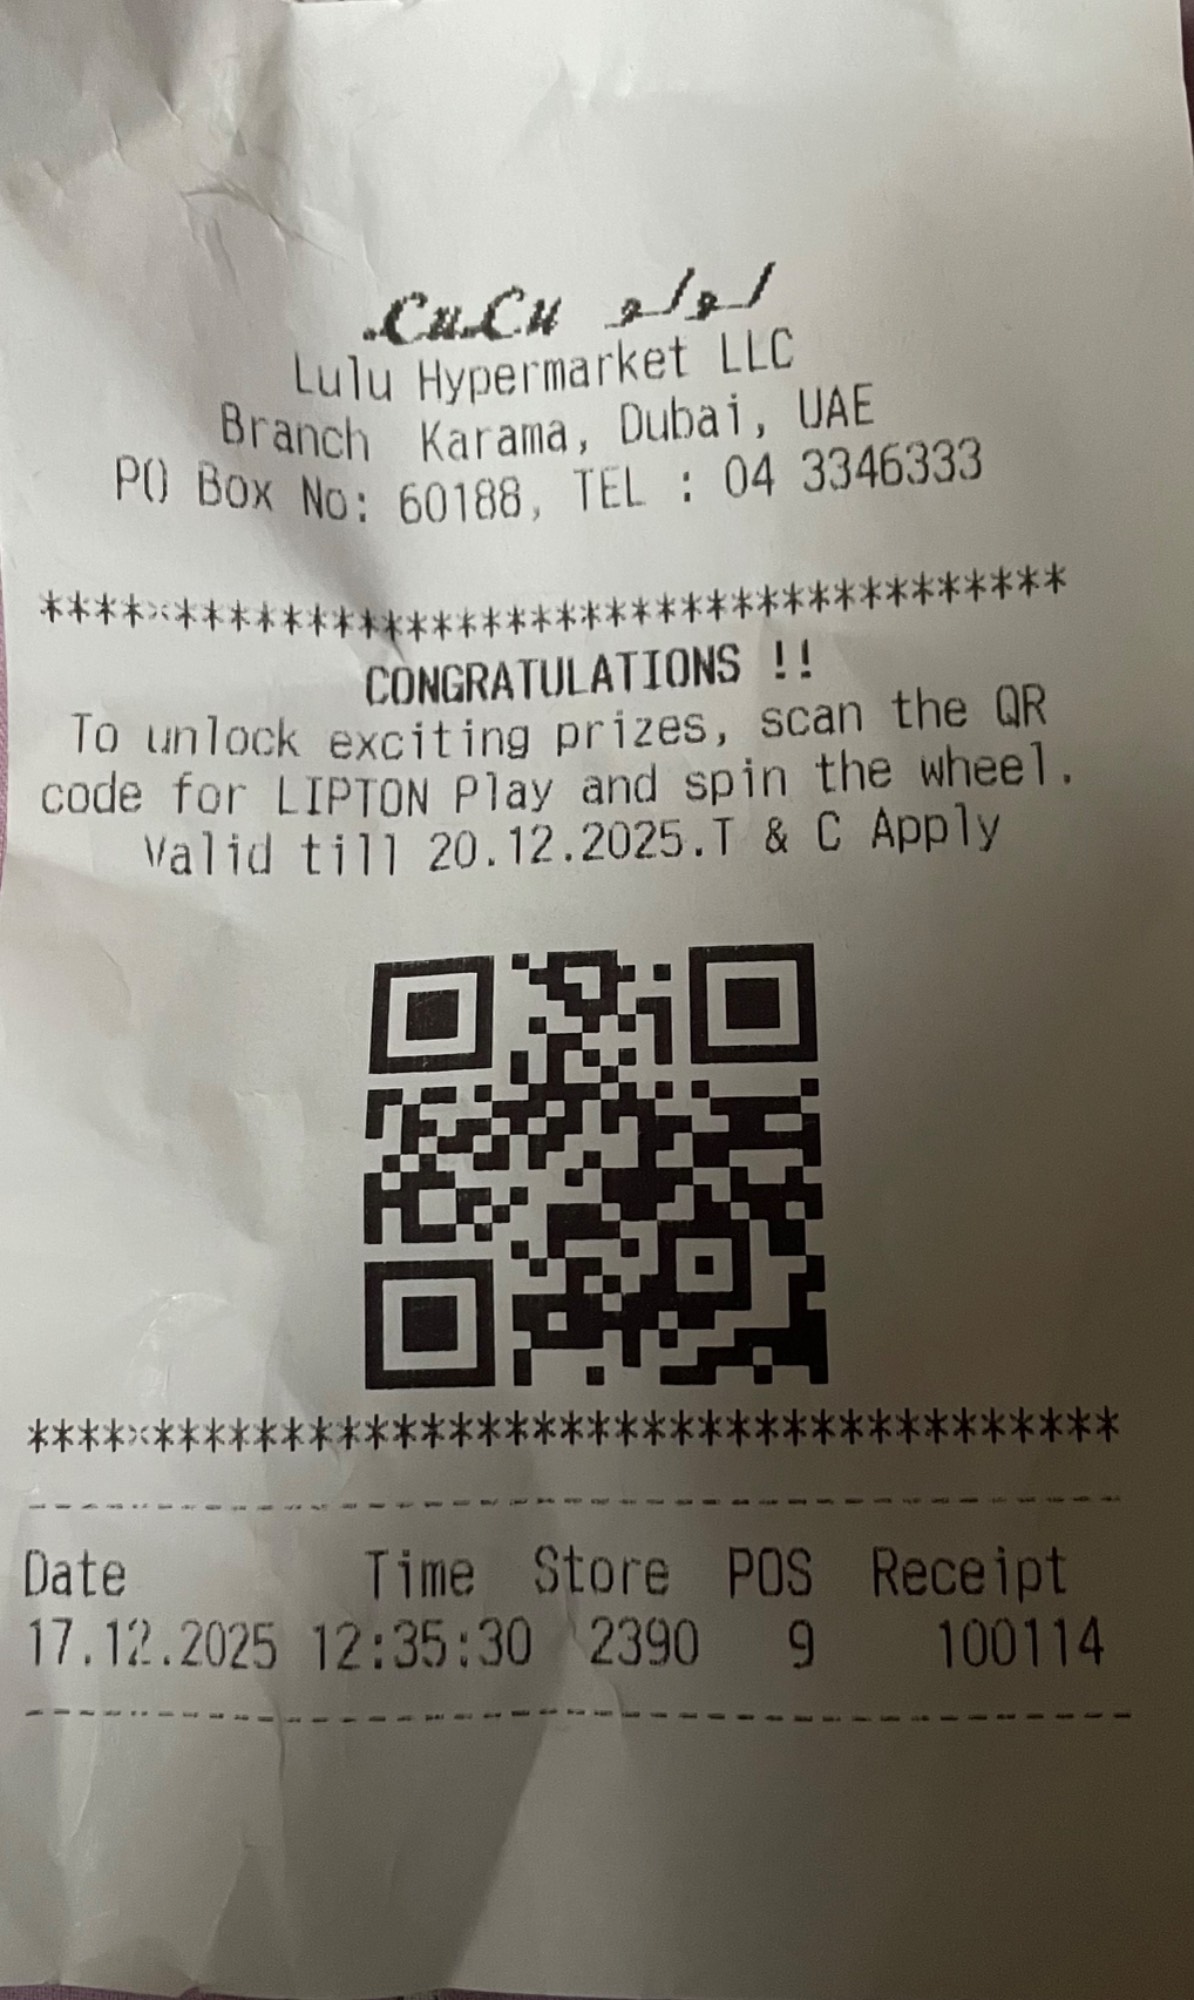 LuLu لولو
Lulu Hypermarket LLC
Branch Karama, Dubai, UAE
PO Box No: 60188, TEL : 04 3346333
****************************************
CONGRATULATIONS !!
To unlock exciting prizes, scan the QR
code for LIPTON Play and spin the wheel.
Valid till 20.12.2025.T & C Apply
****************************************
----------------------------------------
Date Time Store POS Receipt
17.12.2025 12:35:30 2390 9 100114
----------------------------------------